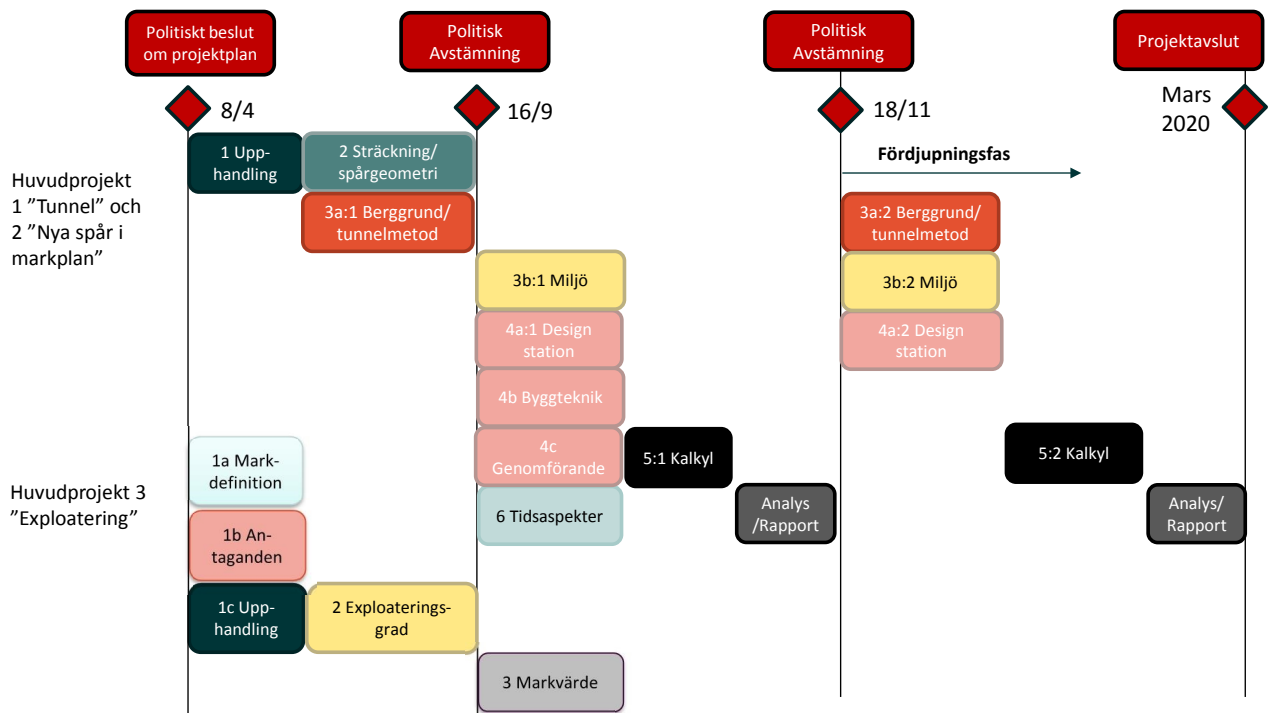 Politiskt beslut
om projektplan
Politisk
Avstämning
Politisk
Avstämning
Projektavslut
8/4
16/9
18/11
Mars
2020
Huvudprojekt
1 ”Tunnel” och
2 ”Nya spår i
markplan”
1 Upp-
handling
2 Sträckning/
spårgeometri
Fördjupningsfas
3a:1 Berggrund/
tunnelmetod
3a:2 Berggrund/
tunnelmetod
3b:1 Miljö
3b:2 Miljö
4a:1 Design
station
4a:2 Design
station
4b Byggteknik
4c
Genomförande
5:1 Kalkyl
5:2 Kalkyl
Huvudprojekt 3
”Exploatering”
1a Mark-
definition
6 Tidsaspekter
Analys
/Rapport
Analys/
Rapport
1b An-
taganden
1c Upp-
handling
2 Exploaterings-
grad
3 Markvärde